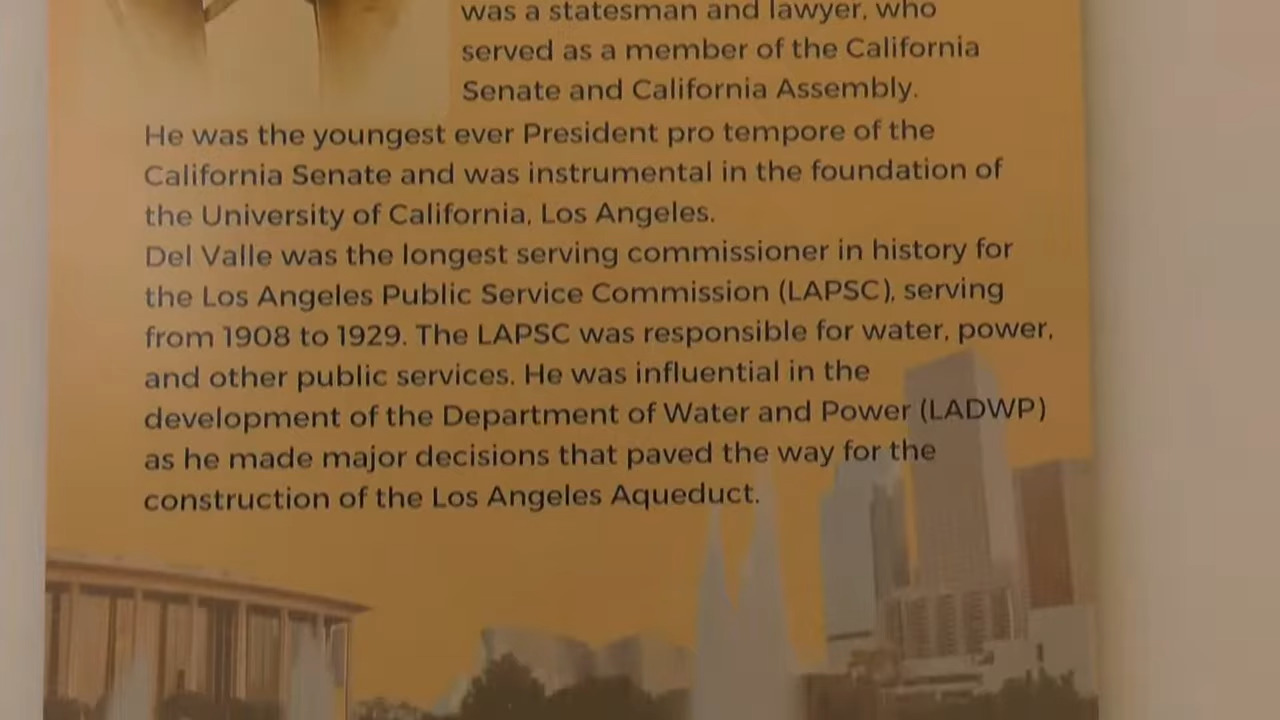 was a statesman and lawyer, who
served as a member of the California
Senate and California Assembly.
He was the youngest ever President pro tempore of the
California Senate and was instrumental in the foundation of
the University of California, Los Angeles.
Del Valle was the longest serving commissioner in history for
the Los Angeles Public Service Commission (LAPSC), serving
from 1908 to 1929. The LAPSC was responsible for water, power,
and other public services. He was influential in the
development of the Department of Water and Power (LADWP)
as he made major decisions that paved the way for the
construction of the Los Angeles Aqueduct.